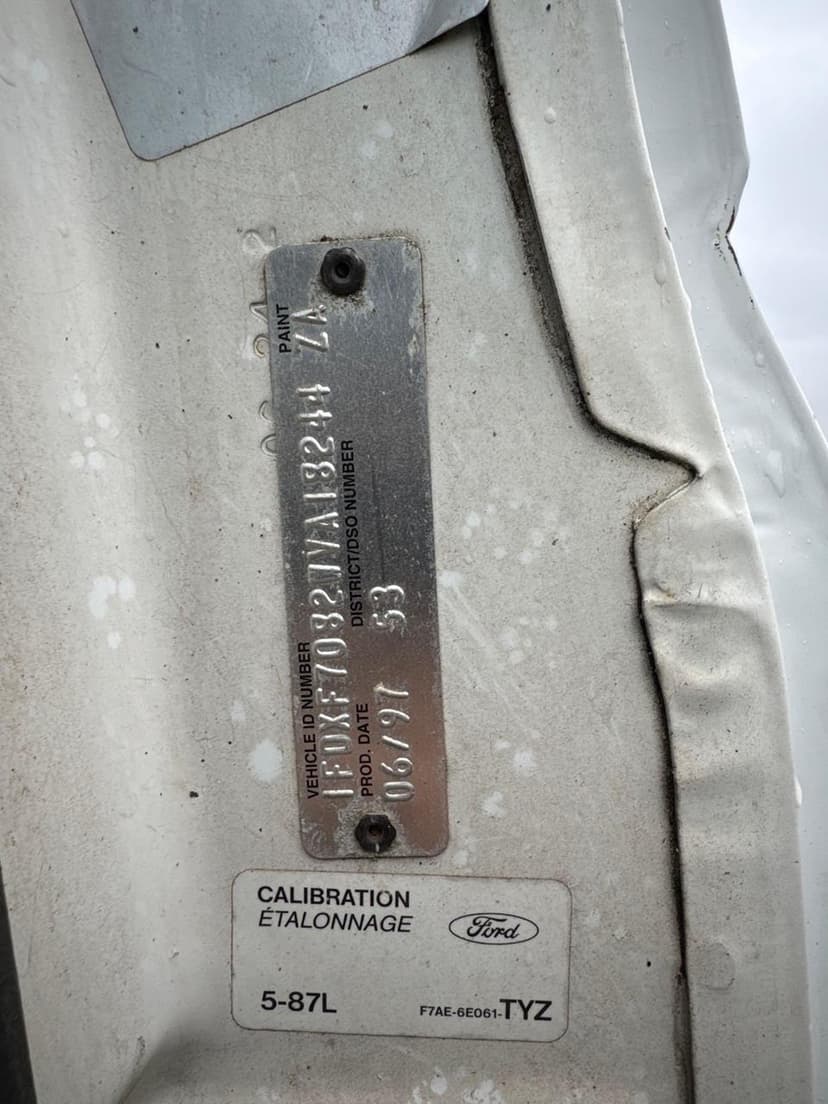 VEHICLE ID NUMBER
PAINT
1FDXF7082VVA18244 ZA
PROD. DATE
DISTRICT/DSO NUMBER
06/97 53
CALIBRATION
ÉTALONNAGE
Ford
5-87L
F7AE-6E061-TYZ